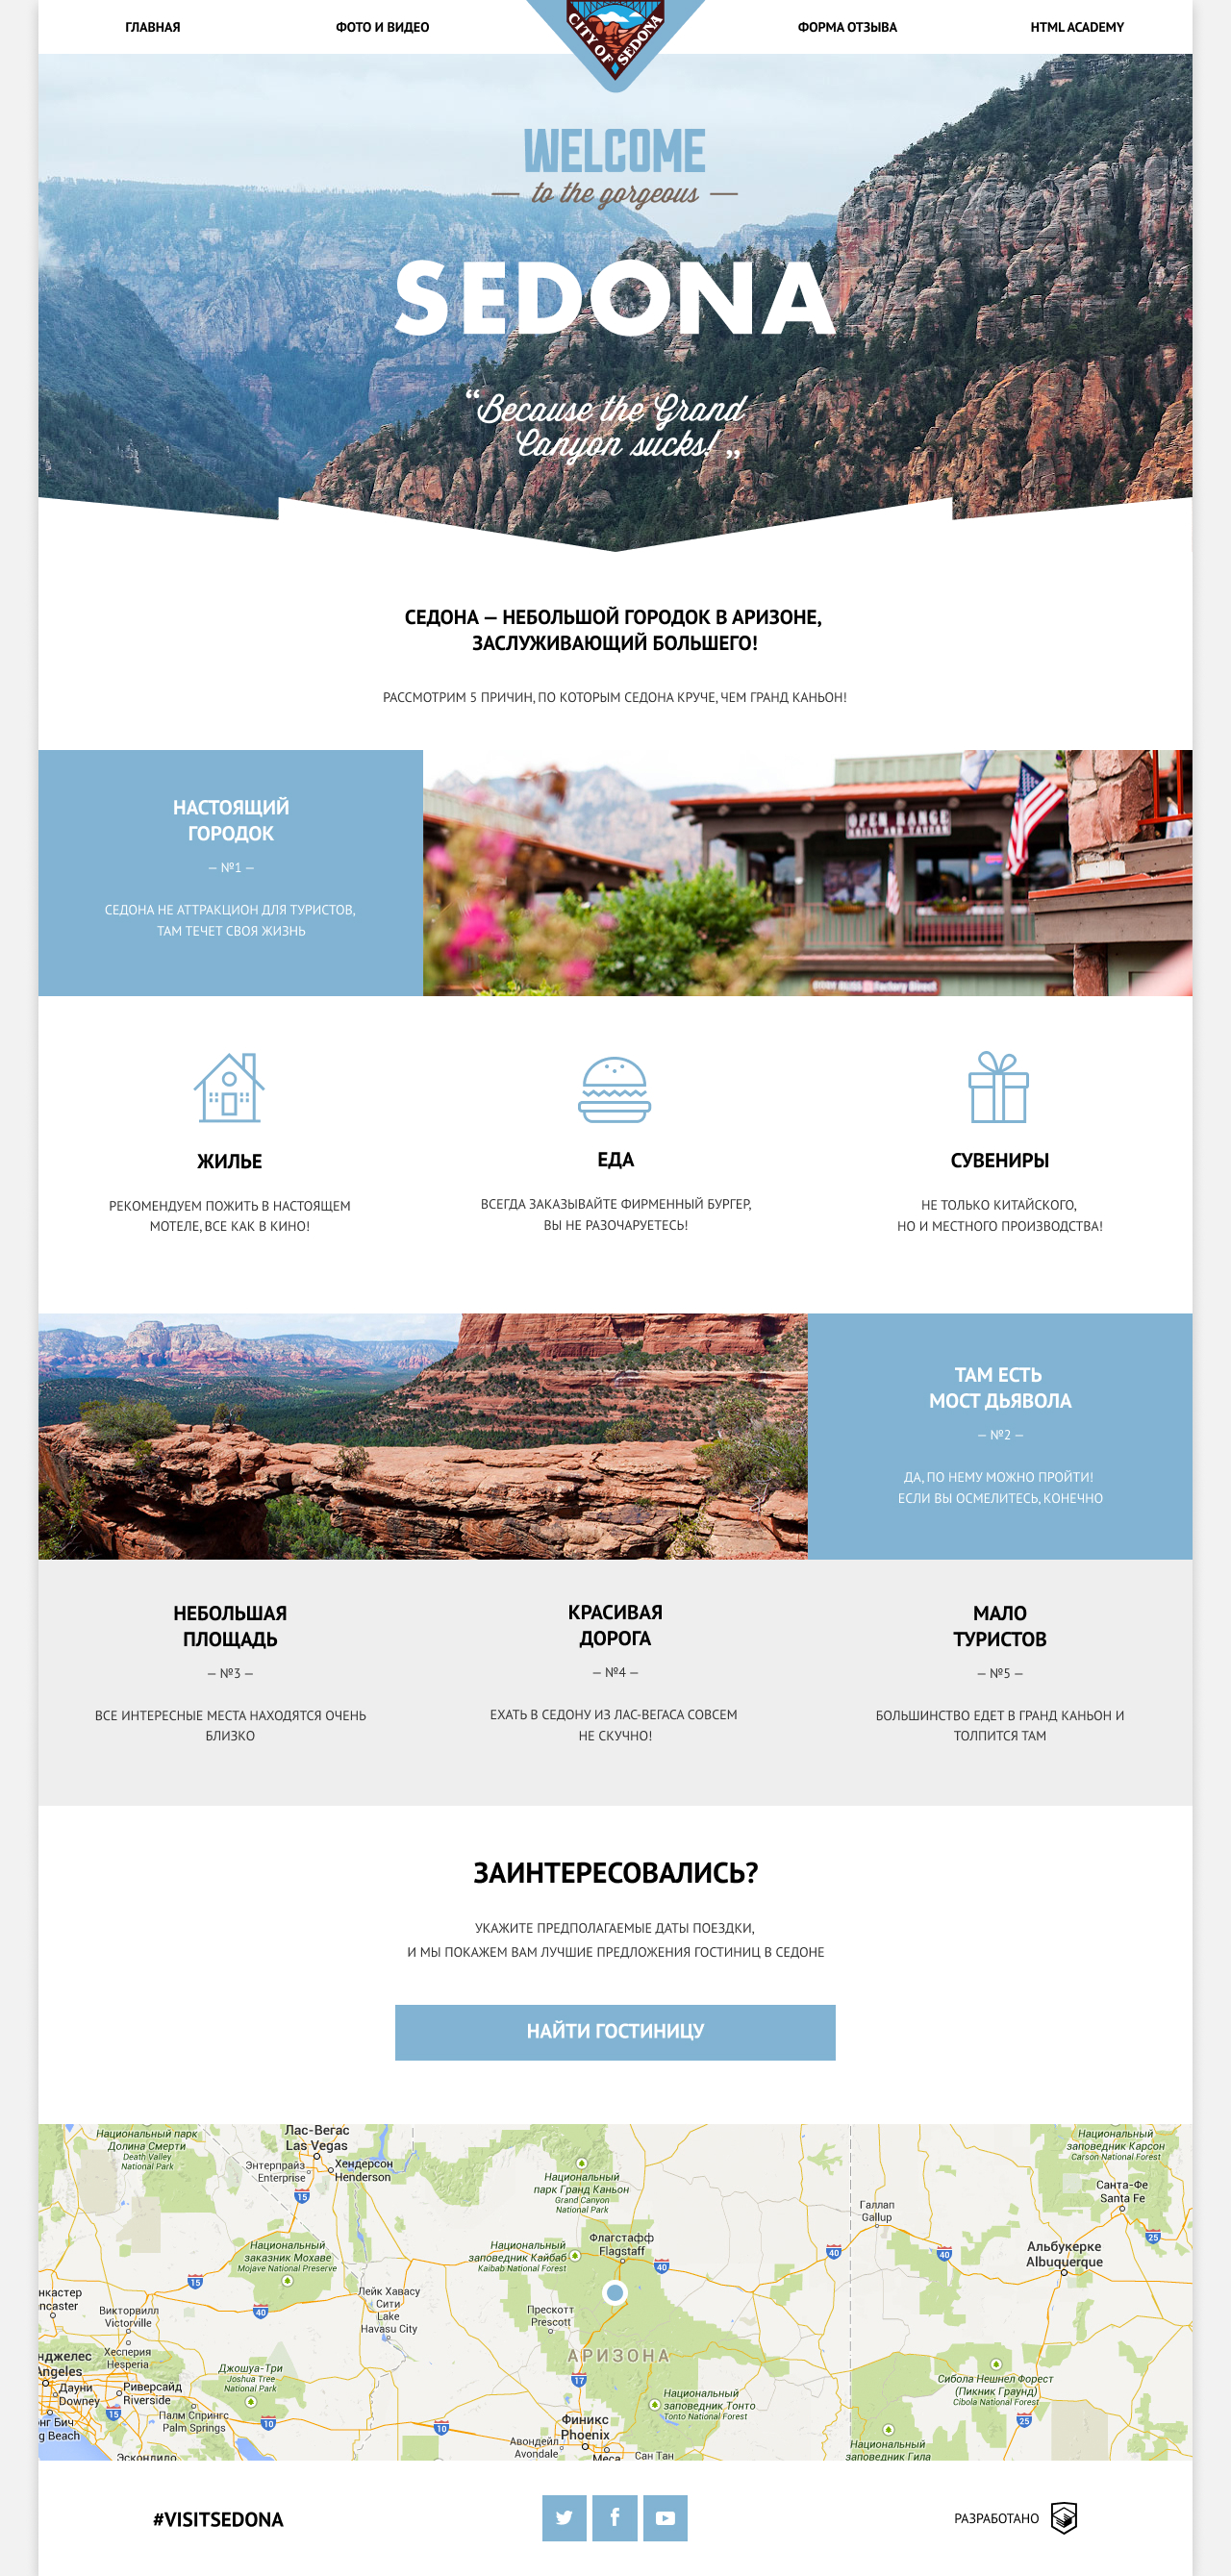 ГЛАВНАЯ
ФОТО И ВИДЕО
CITY OF SEDONA
ФОРМА ОТЗЫВА
HTML ACADEMY
WELCOME
— to the gorgeous —
SEDONA
“Because the Grand
Canyon sucks! „
СЕДОНА — НЕБОЛЬШОЙ ГОРОДОК В АРИЗОНЕ,
ЗАСЛУЖИВАЮЩИЙ БОЛЬШЕГО!
РАССМОТРИМ 5 ПРИЧИН, ПО КОТОРЫМ СЕДОНА КРУЧЕ, ЧЕМ ГРАНД КАНЬОН!
НАСТОЯЩИЙ
ГОРОДОК
— №1 —
СЕДОНА НЕ АТТРАКЦИОН ДЛЯ ТУРИСТОВ,
ТАМ ТЕЧЕТ СВОЯ ЖИЗНЬ
OPEN RANGE
Factory Direct
ЖИЛЬЕ
РЕКОМЕНДУЕМ ПОЖИТЬ В НАСТОЯЩЕМ
МОТЕЛЕ, ВСЕ КАК В КИНО!
ЕДА
ВСЕГДА ЗАКАЗЫВАЙТЕ ФИРМЕННЫЙ БУРГЕР,
ВЫ НЕ РАЗОЧАРУЕТЕСЬ!
СУВЕНИРЫ
НЕ ТОЛЬКО КИТАЙСКОГО,
НО И МЕСТНОГО ПРОИЗВОДСТВА!
ТАМ ЕСТЬ
МОСТ ДЬЯВОЛА
— №2 —
ДА, ПО НЕМУ МОЖНО ПРОЙТИ!
ЕСЛИ ВЫ ОСМЕЛИТЕСЬ, КОНЕЧНО
НЕБОЛЬШАЯ
ПЛОЩАДЬ
— №3 —
ВСЕ ИНТЕРЕСНЫЕ МЕСТА НАХОДЯТСЯ ОЧЕНЬ
БЛИЗКО
КРАСИВАЯ
ДОРОГА
— №4 —
ЕХАТЬ В СЕДОНУ ИЗ ЛАС-ВЕГАСА СОВСЕМ
НЕ СКУЧНО!
МАЛО
ТУРИСТОВ
— №5 —
БОЛЬШИНСТВО ЕДЕТ В ГРАНД КАНЬОН И
ТОЛПИТСЯ ТАМ
ЗАИНТЕРЕСОВАЛИСЬ?
УКАЖИТЕ ПРЕДПОЛАГАЕМЫЕ ДАТЫ ПОЕЗДКИ,
И МЫ ПОКАЖЕМ ВАМ ЛУЧШИЕ ПРЕДЛОЖЕНИЯ ГОСТИНИЦ В СЕДОНЕ
НАЙТИ ГОСТИНИЦУ
Национальный парк
Долина Смерти
Death Valley
National Park
Лас-Вегас
Las Vegas
Энтерпрайз
Enterprise
Хендерсон
Henderson
15
Национальный
парк Гранд Каньон
Grand Canyon
National Park
Национальный
заповедник Карсон
Carson National Forest
Санта-Фе
Santa Fe
Галлап
Gallup
25
Флагстафф
Flagstaff
Национальный
заповедник Кайбаб
Kaibab National Forest
40
40
40
Альбукерке
Albuquerque
Национальный
заказник Мохаве
Mojave National Preserve
15
40
нкастер
ncaster
Викторвилл
Victorville
Лейк Хавасу
Сити
Lake
Havasu City
Прескотт
Prescott
Хесперия
Hesperia
нджелес
Angeles
АРИЗОНА
17
Джошуа-Три
Joshua Tree
National Park
Дауни
Downey
Риверсайд
Riverside
15
Палм Спрингс
Palm Springs
10
10
нг Бич
g Beach
Эскондидо
Национальный
заповедник Тонто
Tonto National Forest
Финикс
Phoenix
Авондейл
Avondale
Меса
Сан Тан
Сибола Нешнел Форест
(Пикник Граунд)
Cibola National Forest
25
Национальный
заповедник Гила
#VISITSEDONA
РАЗРАБОТАНО